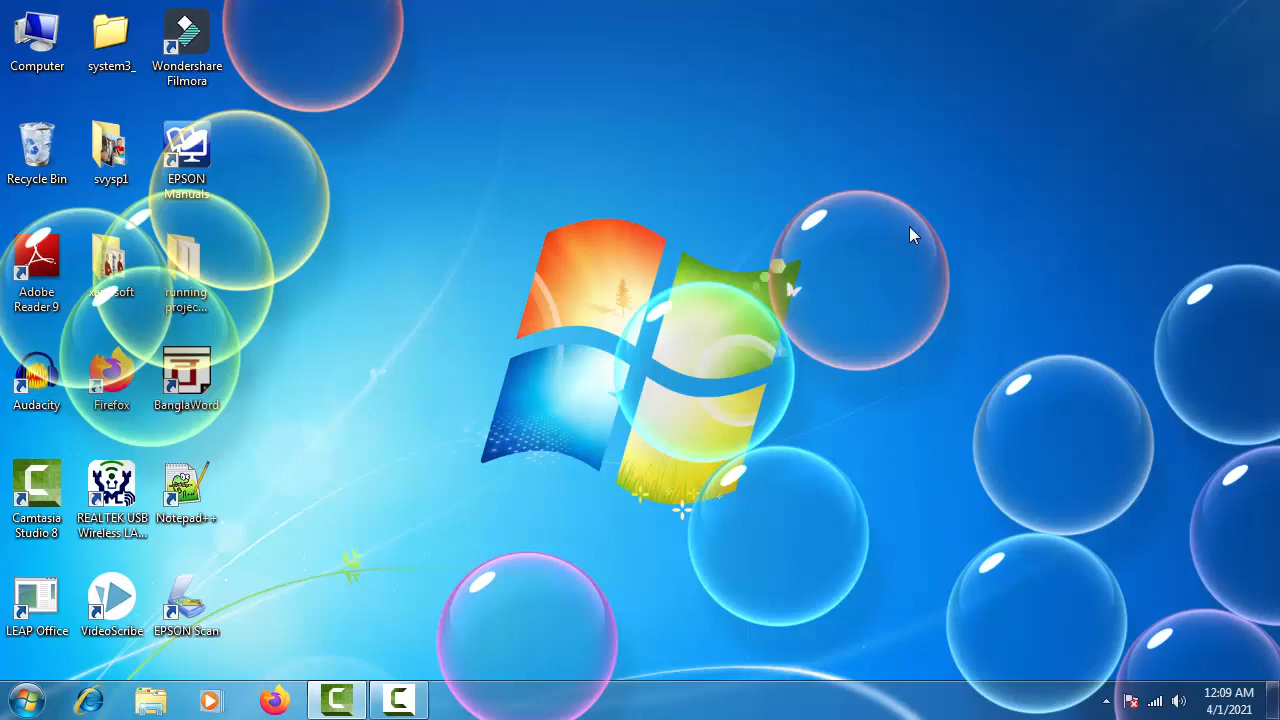 Computer
system3_
Wondershare
Filmora
Recycle Bin
svysp1
EPSON
Manuals
Adobe
Reader 9
running
projec...
Audacity
Firefox
BanglaWord
Camtasia
Studio 8
REALTEK USB
Wireless LA...
Notepad++
LEAP Office
VideoScribe
EPSON Scan
12:09 AM
4/1/2021